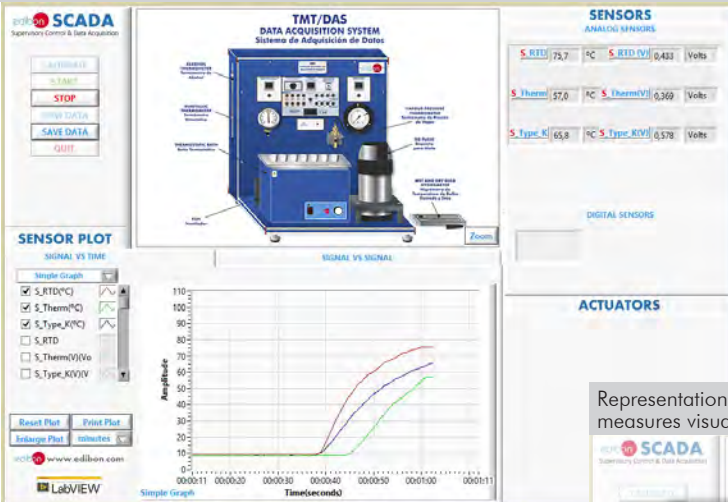 edibon SCADA
Supervisory Control & Data Acquisition
CALIBRATE
START
STOP
SAVE DATA
QUIT
TMT/DAS
DATA ACQUISITION SYSTEM
Sistema de Adquisición de Datos
Zoom
SENSORS
ANALOG SENSORS
S_RTD 75,7 ºC S_RTD (V) 0,433 Volts
S_Therm 57,0 ºC S_Therm(V) 0,369 Volts
S_Type_K 65,8 ºC S_Type_K(V) 0,578 Volts
DIGITAL SENSORS
ACTUATORS
SENSOR PLOT
SIGNAL VS TIME
SIGNAL VS SIGNAL
Simple Graph
S_RTD(ºC)
S_Therm(ºC)
S_Type_K(ºC)
S_RTD
S_Therm(V)(Vo
S_Type_K(V)(V
Reset Plot Print Plot
Enlarge Plot minutes
edibon www.edibon.com
LabVIEW
Amplitude
110
100
90
80
70
60
50
40
30
20
10
0
00:00:11 00:00:20 00:00:30 00:00:40 00:00:50 00:01:00 00:01:11
Simple Graph Time(seconds)
Representation
measures visua
SCADA
Supervisory Control & Data Acquisition